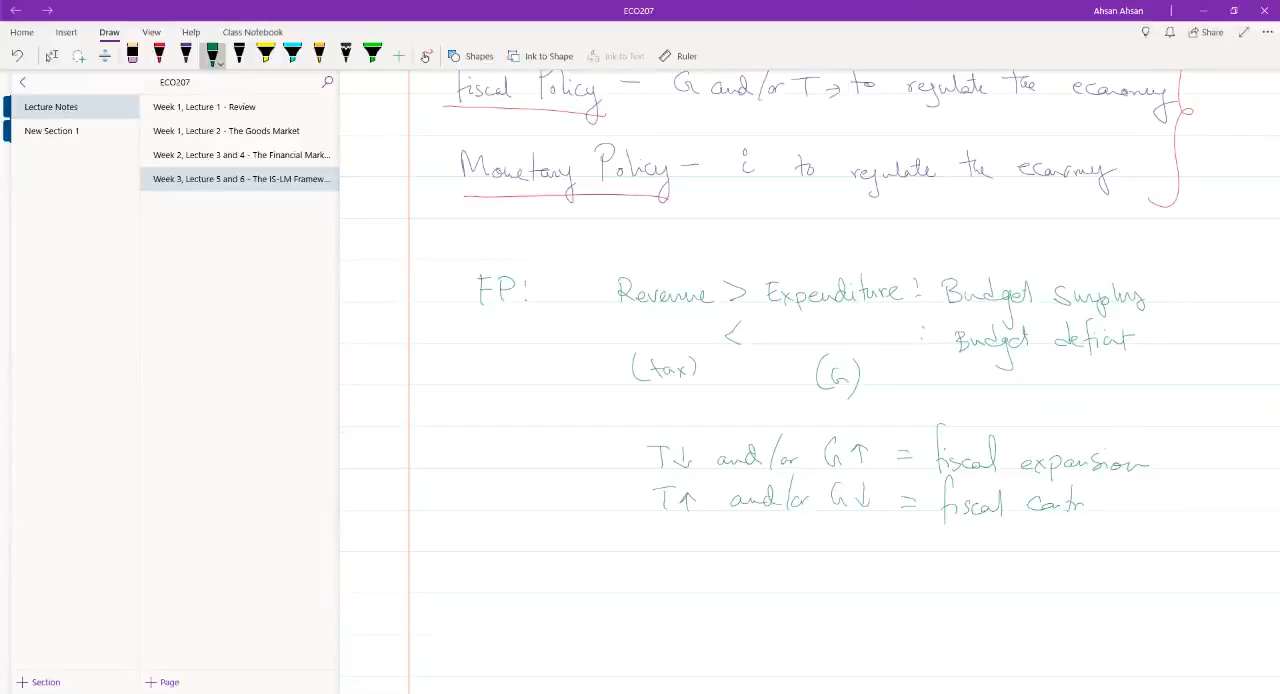 ECO207
Ahsan Ahsan
Home Insert Draw View Help Class Notebook
Share
Shapes Ink to Shape Ink to Text Ruler
ECO207
Lecture Notes
New Section 1
Week 1, Lecture 1 - Review
Week 1, Lecture 2 - The Goods Market
Week 2, Lecture 3 and 4 - The Financial Mark...
Week 3, Lecture 5 and 6 - The IS-LM Framew...
Fiscal Policy - G and/or T → to regulate the economy
Monetary Policy - i to regulate the economy
FP: Revenue > Expenditure : Budget Surplus
< : Budget deficit
(tax) (G)
T↓ and/or G↑ = fiscal expansion
T↑ and/or G↓ = fiscal contr
+ Section
+ Page